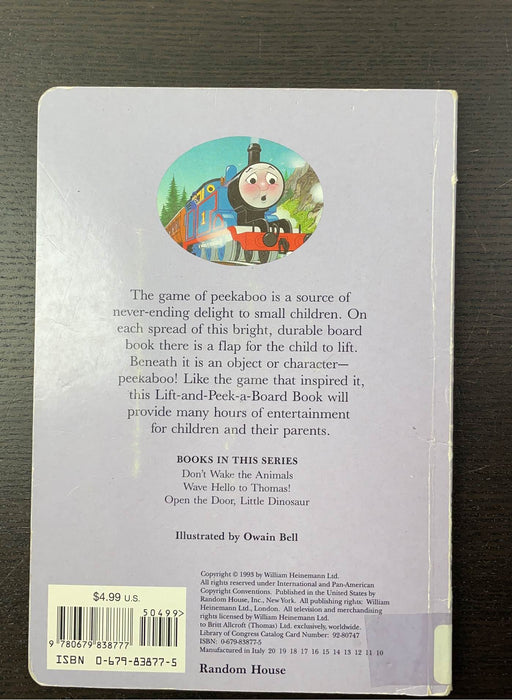 The game of peekaboo is a source of
never-ending delight to small children. On
each spread of this bright, durable board
book there is a flap for the child to lift.
Beneath it is an object or character—
peekaboo! Like the game that inspired it,
this Lift-and-Peek-a-Board Book will
provide many hours of entertainment
for children and their parents.
BOOKS IN THIS SERIES
Don't Wake the Animals
Wave Hello to Thomas!
Open the Door, Little Dinosaur
Illustrated by Owain Bell
Copyright © 1993 by William Heinemann Ltd.
All rights reserved under International and Pan-American
Copyright Conventions. Published in the United States by
Random House, Inc., New York. All publishing rights: William
Heinemann Ltd., London. All television and merchandising
rights licensed by William Heinemann Ltd.
to Britt Allcroft (Thomas) Ltd. exclusively, worldwide.
Library of Congress Catalog Card Number: 92-80747
ISBN: 0-679-83877-5
Manufactured in Italy 20 19 18 17 16 15 14 13 12 11 10
Random House
$4.99 U.S.
50499
9 780679 838777
ISBN 0-679-83877-5